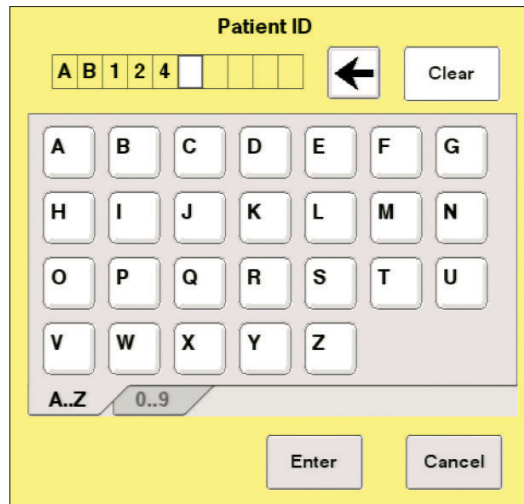 Patient ID
A B 1 2 4
Clear
A B C D E F G
H I J K L M N
O P Q R S T U
V W X Y Z
A..Z 0..9
Enter Cancel